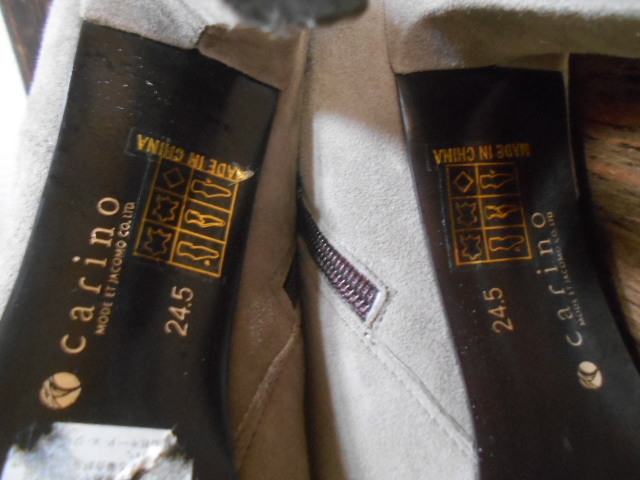 MADE IN CHINA
carino
MODE ET JACOMO CO. LTD.
24.5
MADE IN CHINA
carino
MODE ET JACOMO CO. LTD
24.5